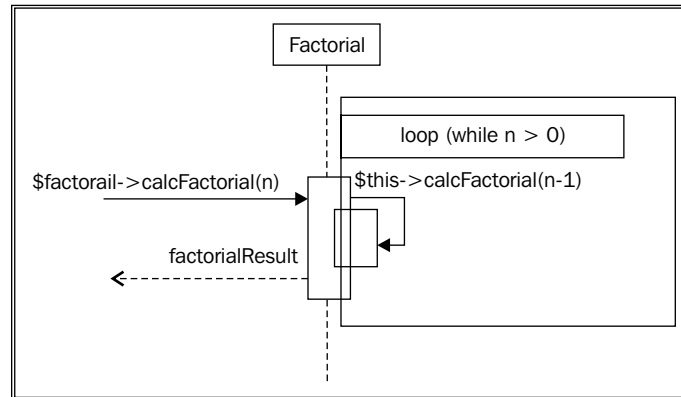 Factorial
loop (while n > 0)
$factorail->calcFactorial(n)
$this->calcFactorial(n-1)
factorialResult